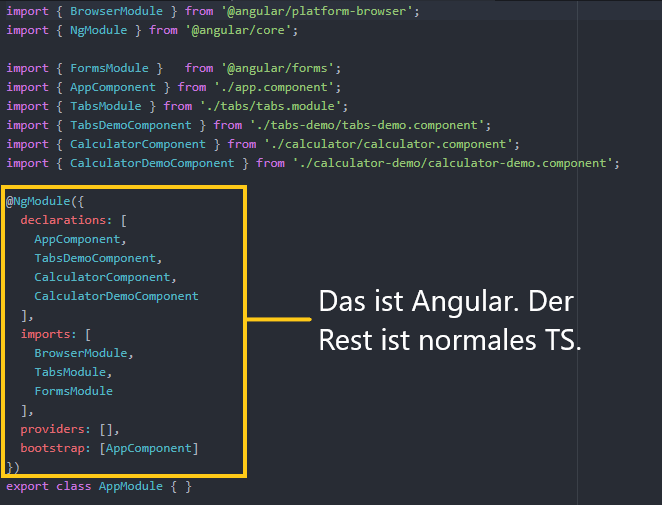 import { BrowserModule } from '@angular/platform-browser';
import { NgModule } from '@angular/core';
import { FormsModule }   from '@angular/forms';
import { AppComponent } from './app.component';
import { TabsModule } from './tabs/tabs.module';
import { TabsDemoComponent } from './tabs-demo/tabs-demo.component';
import { CalculatorComponent } from './calculator/calculator.component';
import { CalculatorDemoComponent } from './calculator-demo/calculator-demo.component';
@NgModule({
  declarations: [
    AppComponent,
    TabsDemoComponent,
    CalculatorComponent,
    CalculatorDemoComponent
  ],
  imports: [
    BrowserModule,
    TabsModule,
    FormsModule
  ],
  providers: [],
  bootstrap: [AppComponent]
})
export class AppModule { }
Das ist Angular. Der
Rest ist normales TS.